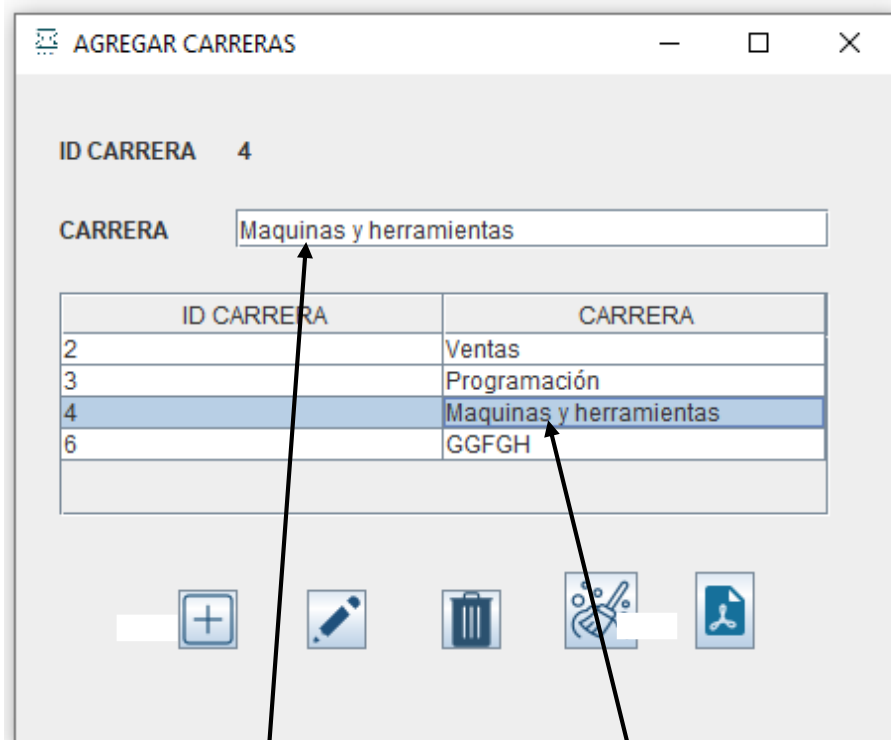 AGREGAR CARRERAS
ID CARRERA 4
CARRERA Maquinas y herramientas
ID CARRERA CARRERA
2 Ventas
3 Programación
4 Maquinas y herramientas
6 GGFGH